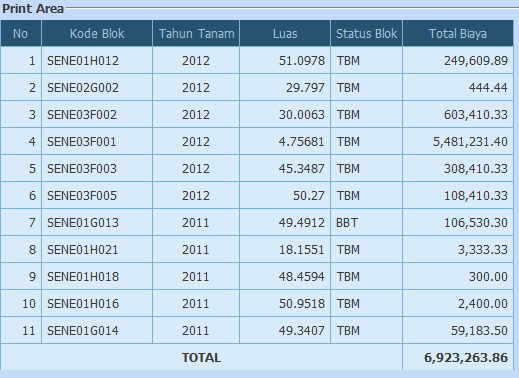 Print Area
No Kode Blok Tahun Tanam Luas Status Blok Total Biaya
1 SENE01H012 2012 51.0978 TBM 249,609.89
2 SENE02G002 2012 29.797 TBM 444.44
3 SENE03F002 2012 30.0063 TBM 603,410.33
4 SENE03F001 2012 4.75681 TBM 5,481,231.40
5 SENE03F003 2012 45.3487 TBM 308,410.33
6 SENE03F005 2012 50.27 TBM 108,410.33
7 SENE01G013 2011 49.4912 BBT 106,530.30
8 SENE01H021 2011 18.1551 TBM 3,333.33
9 SENE01H018 2011 48.4594 TBM 300.00
10 SENE01H016 2011 50.9518 TBM 2,400.00
11 SENE01G014 2011 49.3407 TBM 59,183.50
TOTAL 6,923,263.86